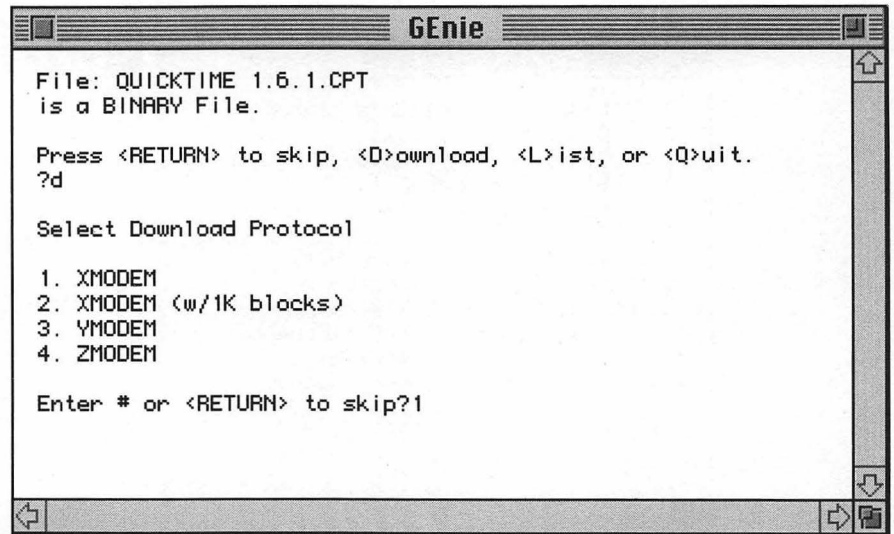 GEnie
File: QUICKTIME 1.6.1.CPT
is a BINARY File.
Press <RETURN> to skip, <D>ownload, <L>ist, or <Q>uit.
?d
Select Download Protocol
1. XMODEM
2. XMODEM (w/1K blocks)
3. YMODEM
4. ZMODEM
Enter # or <RETURN> to skip?1